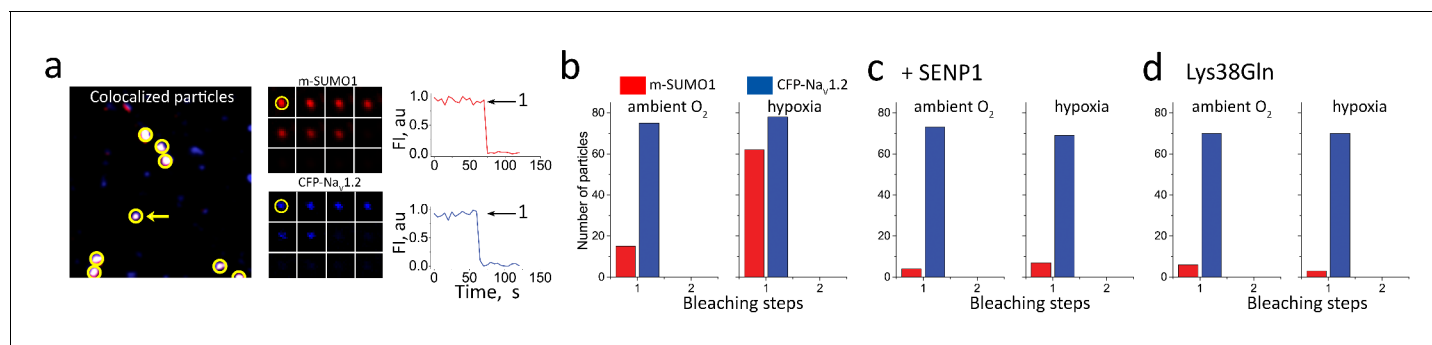 a
Colocalized particles
m-SUMO1
FI, au
1.0
0.5
0.0
0 50 100 150
1
CFP-NaV1.2
FI, au
1.0
0.5
0.0
0 50 100 150
1
Time, s
b
m-SUMO1
CFP-NaV1.2
ambient O2
hypoxia
Number of particles
80
60
40
20
0
1 2
1 2
Bleaching steps
c + SENP1
ambient O2
hypoxia
80
60
40
20
0
1 2
1 2
Bleaching steps
d Lys38Gln
ambient O2
hypoxia
80
60
40
20
0
1 2
1 2
Bleaching steps